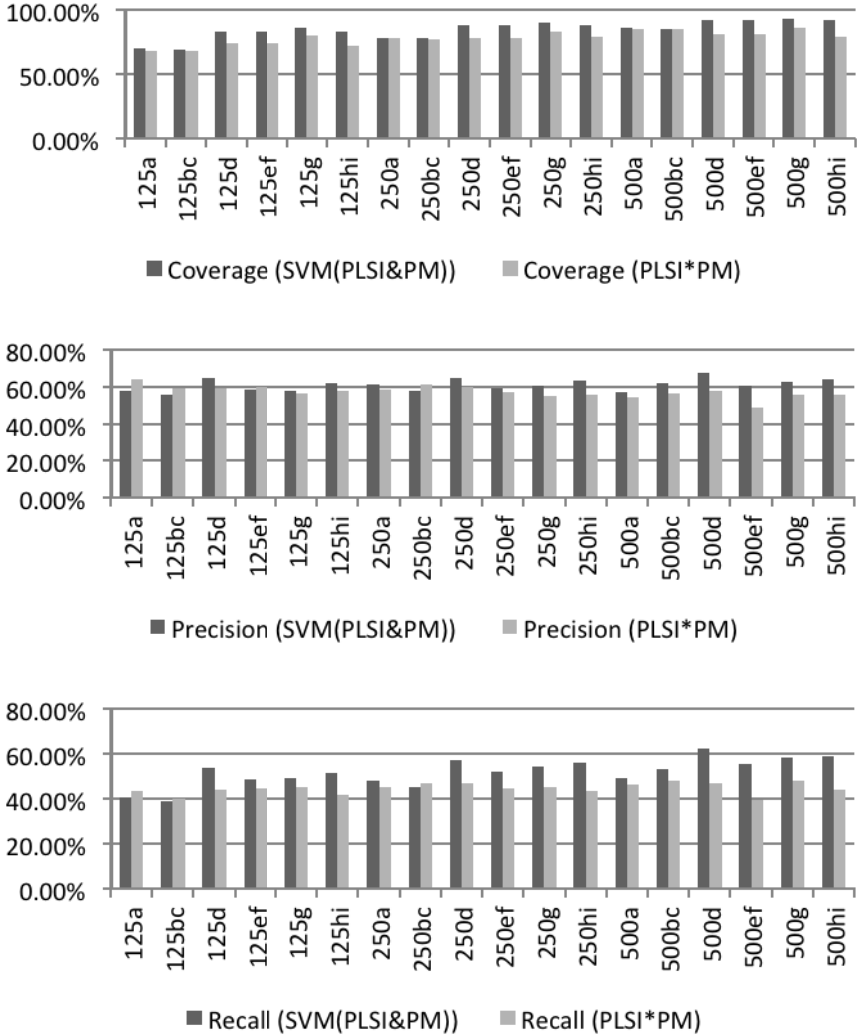 100.00%
50.00%
0.00%
125a 125bc 125d 125ef 125g 125hi 250a 250bc 250d 250ef 250g 250hi 500a 500bc 500d 500ef 500g 500hi
Coverage (SVM(PLSI&PM)) Coverage (PLSI*PM)
80.00%
60.00%
40.00%
20.00%
0.00%
125a 125bc 125d 125ef 125g 125hi 250a 250bc 250d 250ef 250g 250hi 500a 500bc 500d 500ef 500g 500hi
Precision (SVM(PLSI&PM)) Precision (PLSI*PM)
80.00%
60.00%
40.00%
20.00%
0.00%
125a 125bc 125d 125ef 125g 125hi 250a 250bc 250d 250ef 250g 250hi 500a 500bc 500d 500ef 500g 500hi
Recall (SVM(PLSI&PM)) Recall (PLSI*PM)